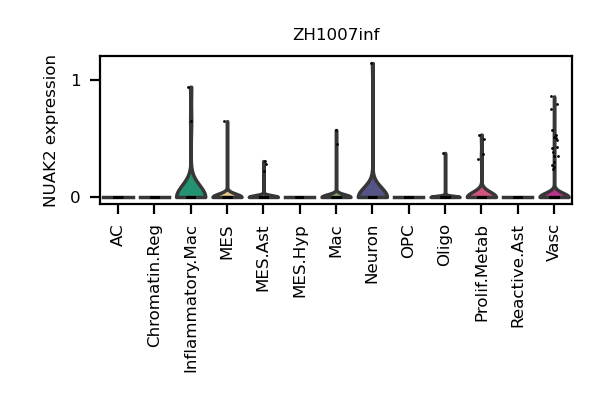 ZH1007inf
NUAK2 expression
1
0
AC
Chromatin.Reg
Inflammatory.Mac
MES
MES.Ast
MES.Hyp
Mac
Neuron
OPC
Oligo
Prolif.Metab
Reactive.Ast
Vasc